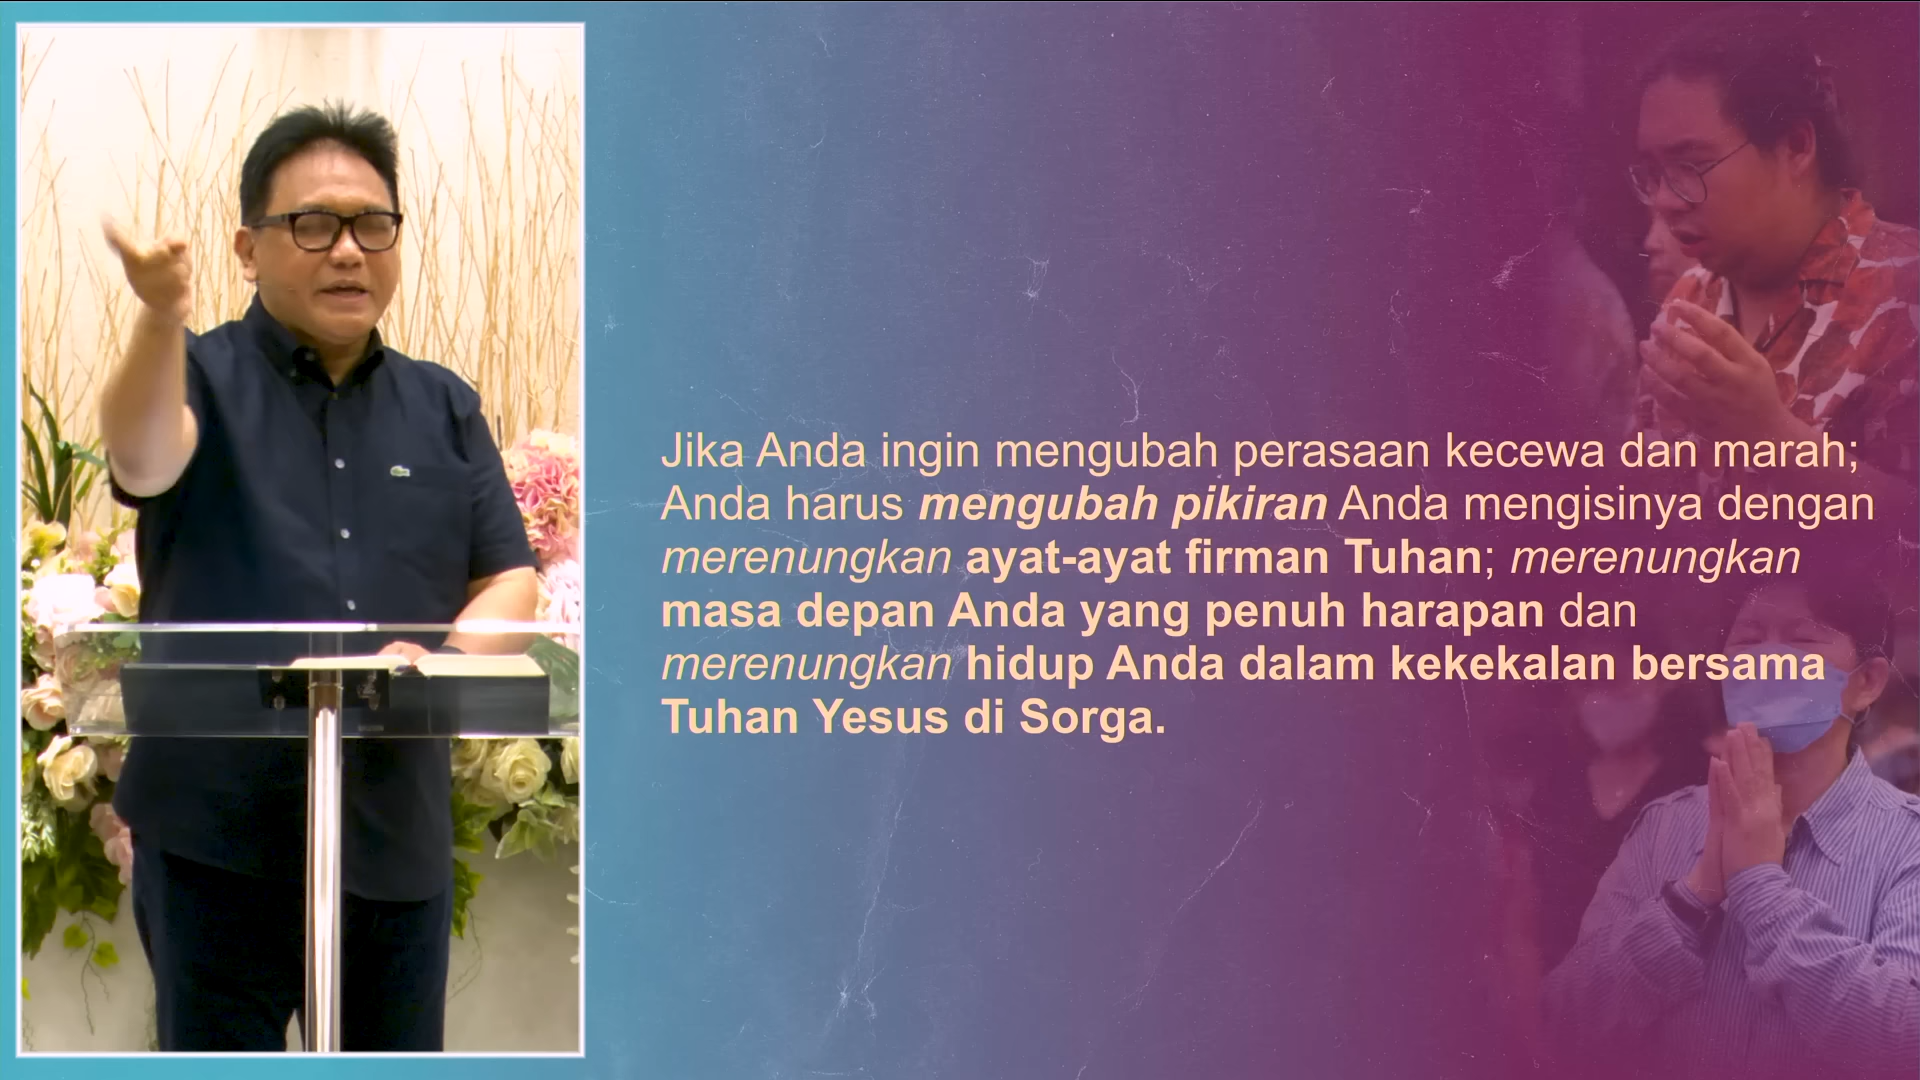 Jika Anda ingin mengubah perasaan kecewa dan marah;
Anda harus mengubah pikiran Anda mengisinya dengan
merenungkan ayat-ayat firman Tuhan; merenungkan
masa depan Anda yang penuh harapan dan
merenungkan hidup Anda dalam kekekalan bersama
Tuhan Yesus di Sorga.